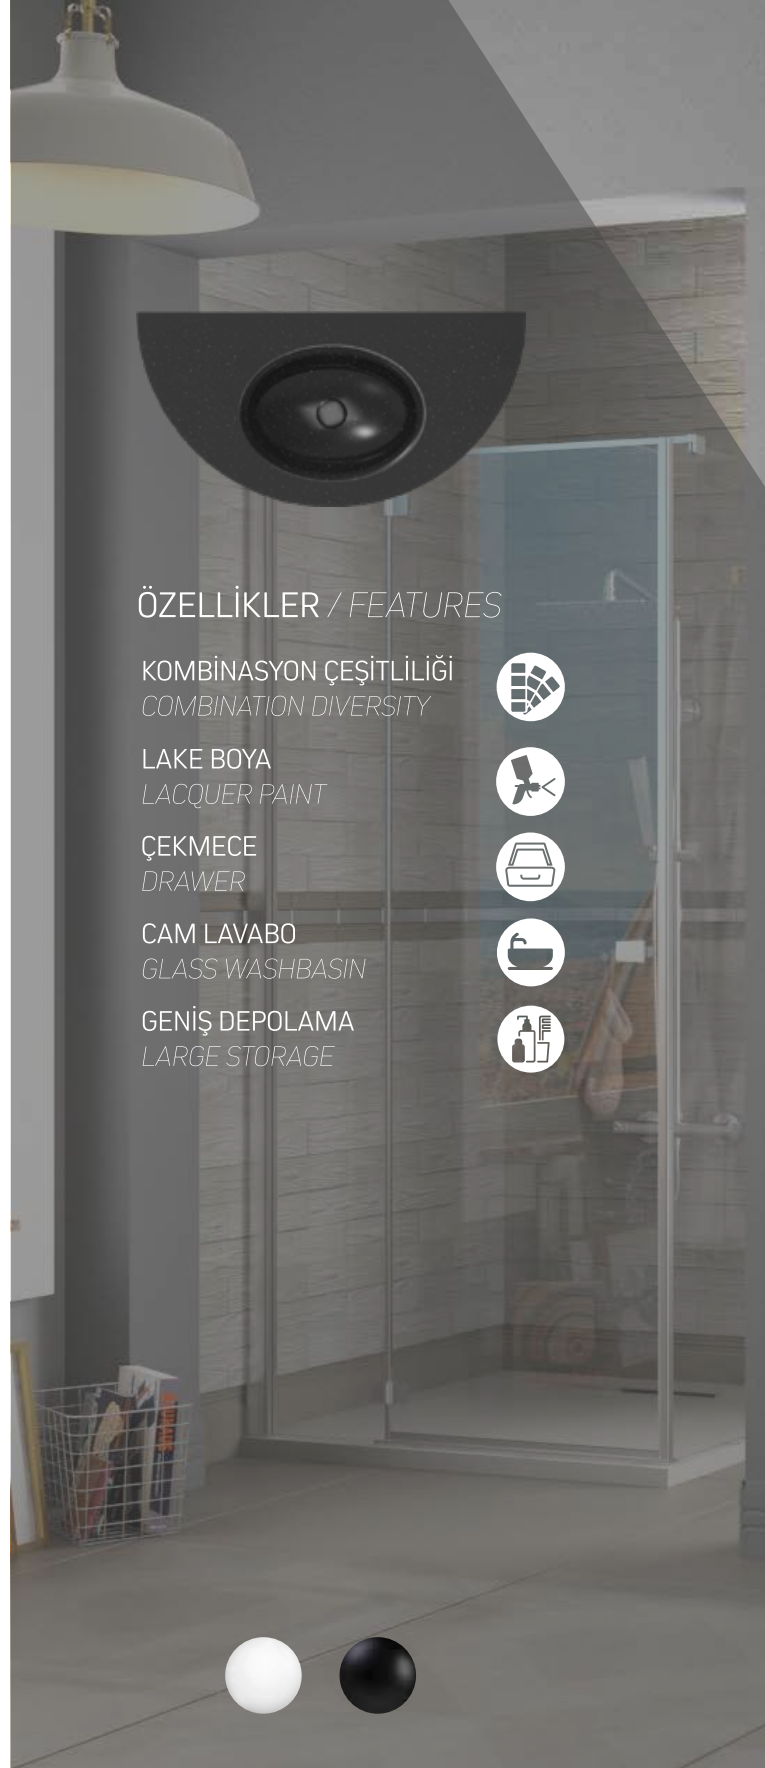 ÖZELLİKLER / FEATURES
KOMBİNASYON ÇEŞİTLİLİĞİ
COMBINATION DIVERSITY
LAKE BOYA
LACQUER PAINT
ÇEKMECE
DRAWER
CAM LAVABO
GLASS WASHBASIN
GENİŞ DEPOLAMA
LARGE STORAGE